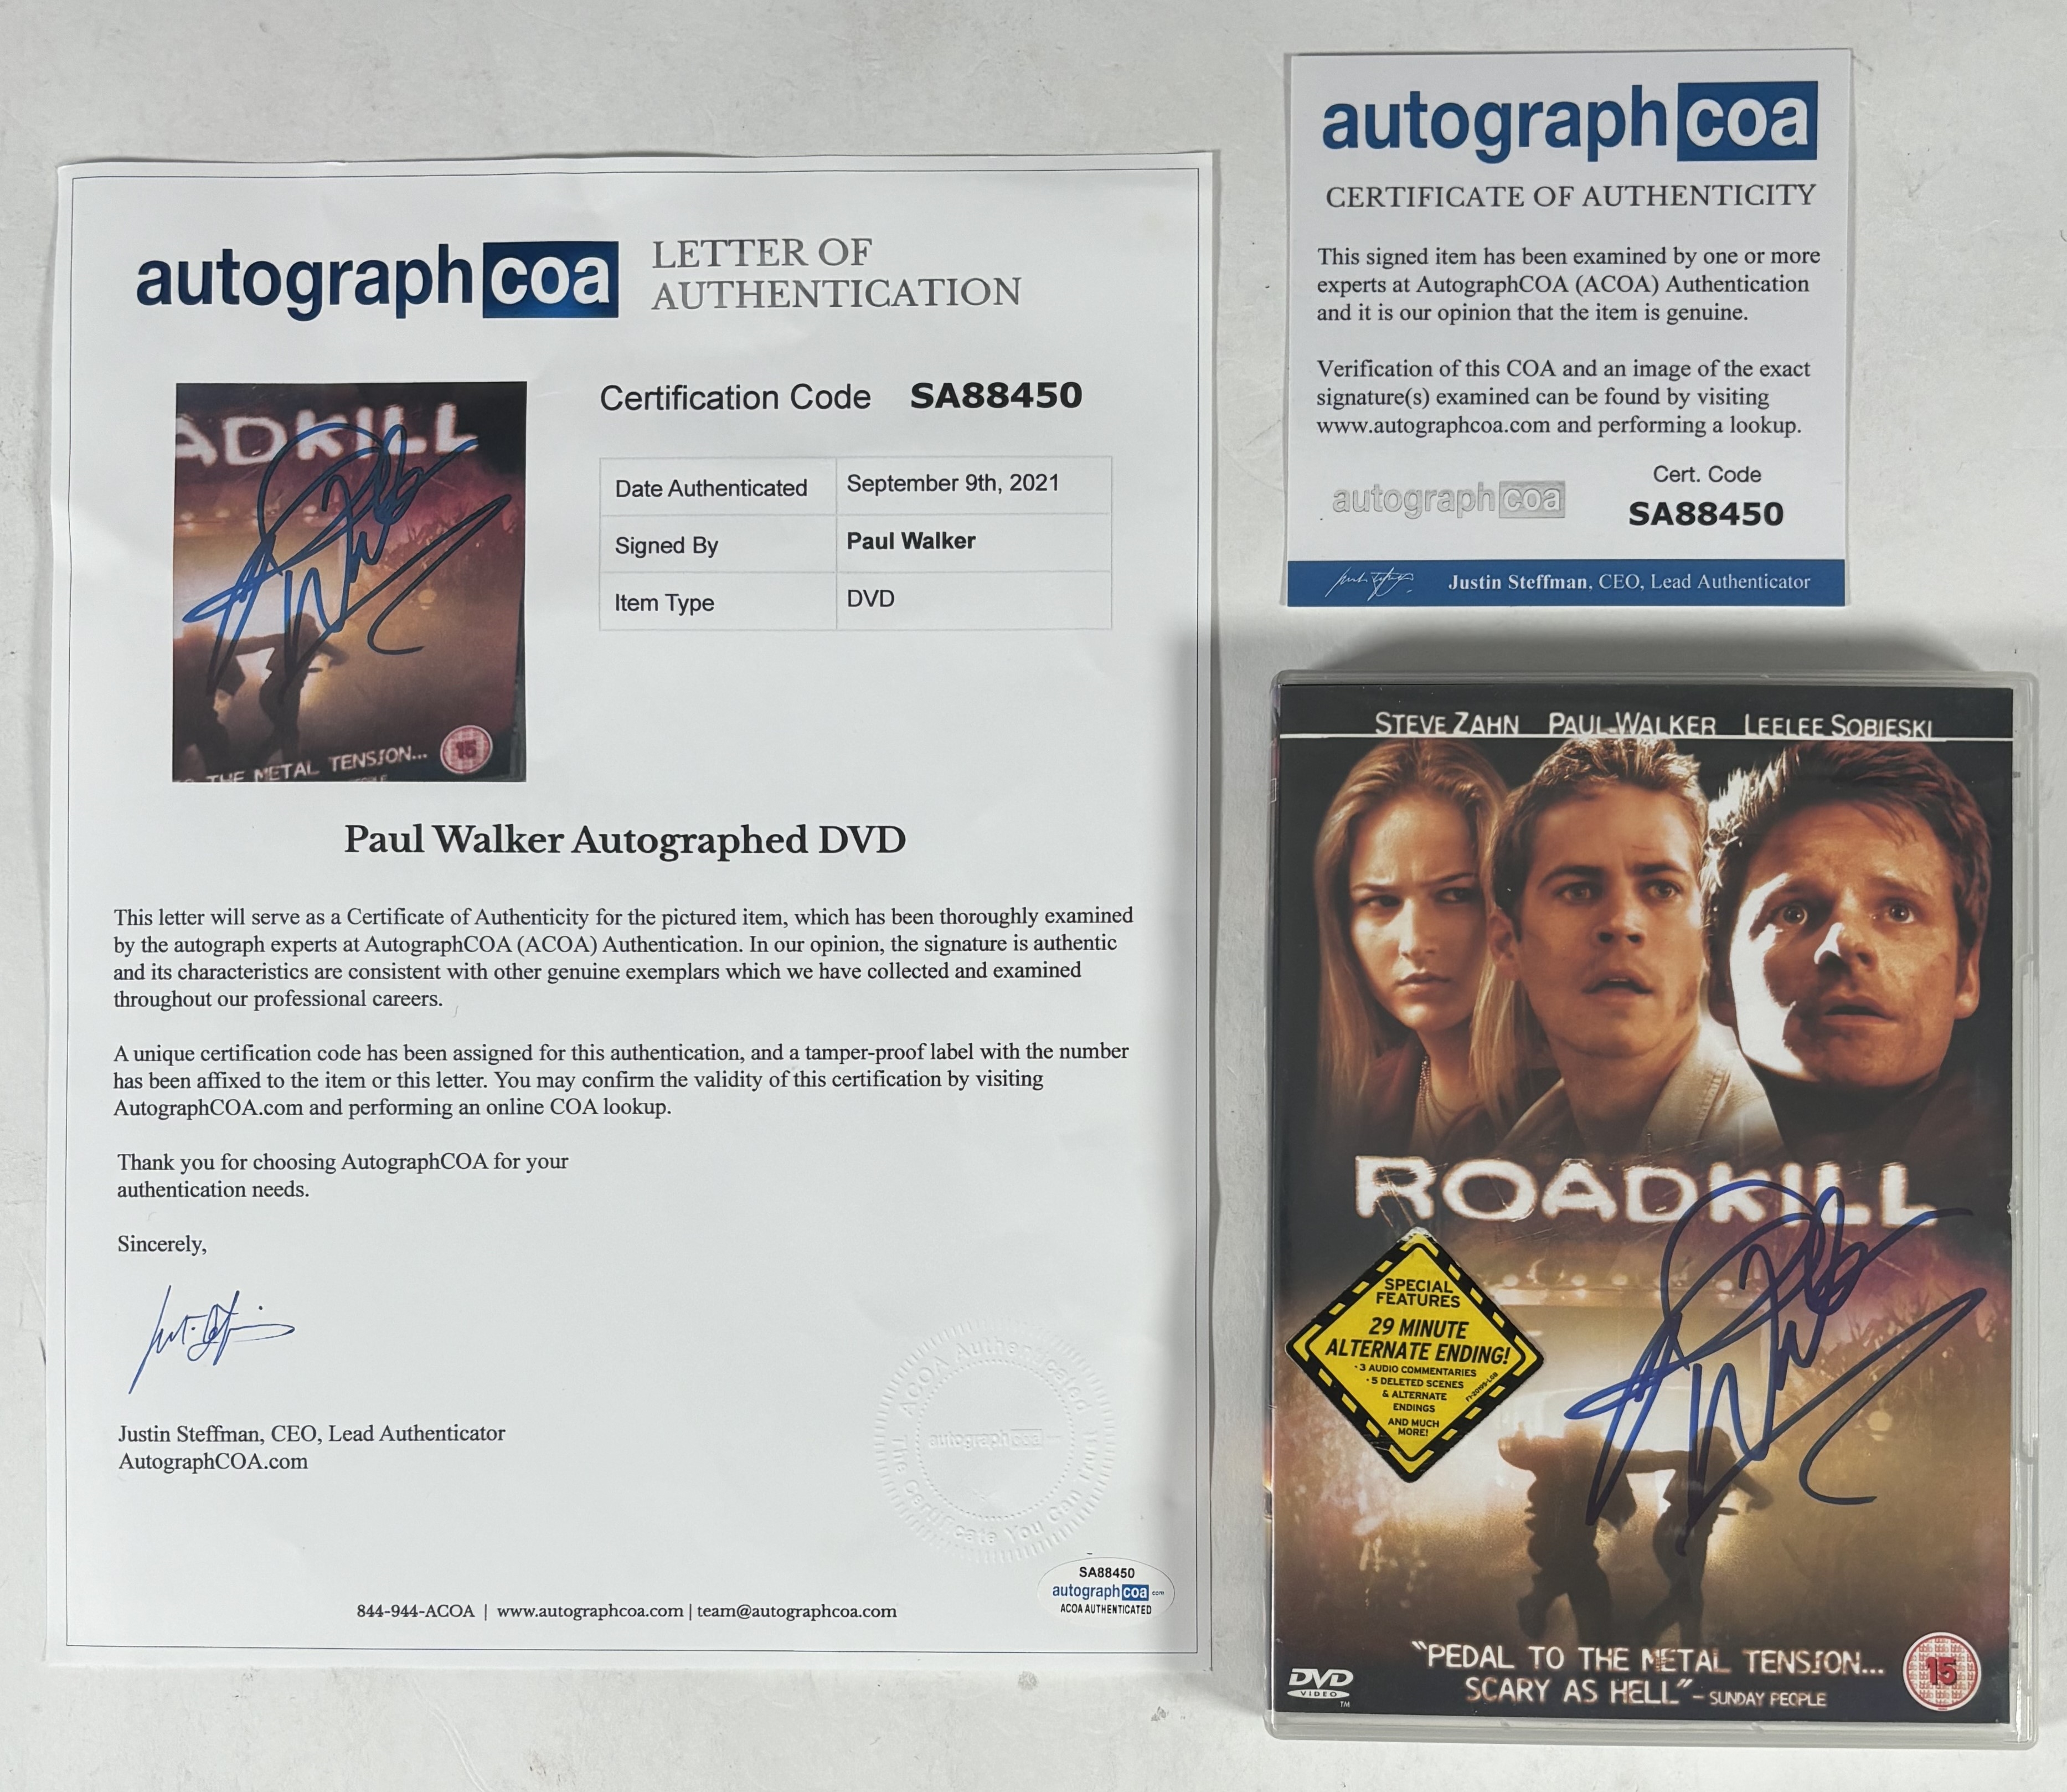 autographcoa
LETTER OF
AUTHENTICATION
ADKILL
THE METAL TENSION...
15
Certification Code SA88450
Date Authenticated September 9th, 2021
Signed By Paul Walker
Item Type DVD
Paul Walker Autographed DVD
This letter will serve as a Certificate of Authenticity for the pictured item, which has been thoroughly examined
by the autograph experts at AutographCOA (ACOA) Authentication. In our opinion, the signature is authentic
and its characteristics are consistent with other genuine exemplars which we have collected and examined
throughout our professional careers.
A unique certification code has been assigned for this authentication, and a tamper-proof label with the number
has been affixed to the item or this letter. You may confirm the validity of this certification by visiting
AutographCOA.com and performing an online COA lookup.
Thank you for choosing AutographCOA for your
authentication needs.
Sincerely,
Justin Steffman, CEO, Lead Authenticator
AutographCOA.com
ACOA Authenticated
autographcoa
The Certificate You Can Trust
844-944-ACOA | www.autographcoa.com | team@autographcoa.com
SA88450
autographcoa.com
ACOA AUTHENTICATED
autographcoa
CERTIFICATE OF AUTHENTICITY
This signed item has been examined by one or more
experts at AutographCOA (ACOA) Authentication
and it is our opinion that the item is genuine.
Verification of this COA and an image of the exact
signature(s) examined can be found by visiting
www.autographcoa.com and performing a lookup.
autographcoa
Cert. Code
SA88450
Justin Steffman, CEO, Lead Authenticator
STEVE ZAHN PAUL WALKER LEELEE SOBIESKI
ROADKILL
SPECIAL
FEATURES
29 MINUTE
ALTERNATE ENDING!
· 3 AUDIO COMMENTARIES
· 5 DELETED SCENES
& ALTERNATE
ENDINGS
AND MUCH
MORE!
"PEDAL TO THE METAL TENSION...
SCARY AS HELL" – SUNDAY PEOPLE
DVD
VIDEO
TM
15